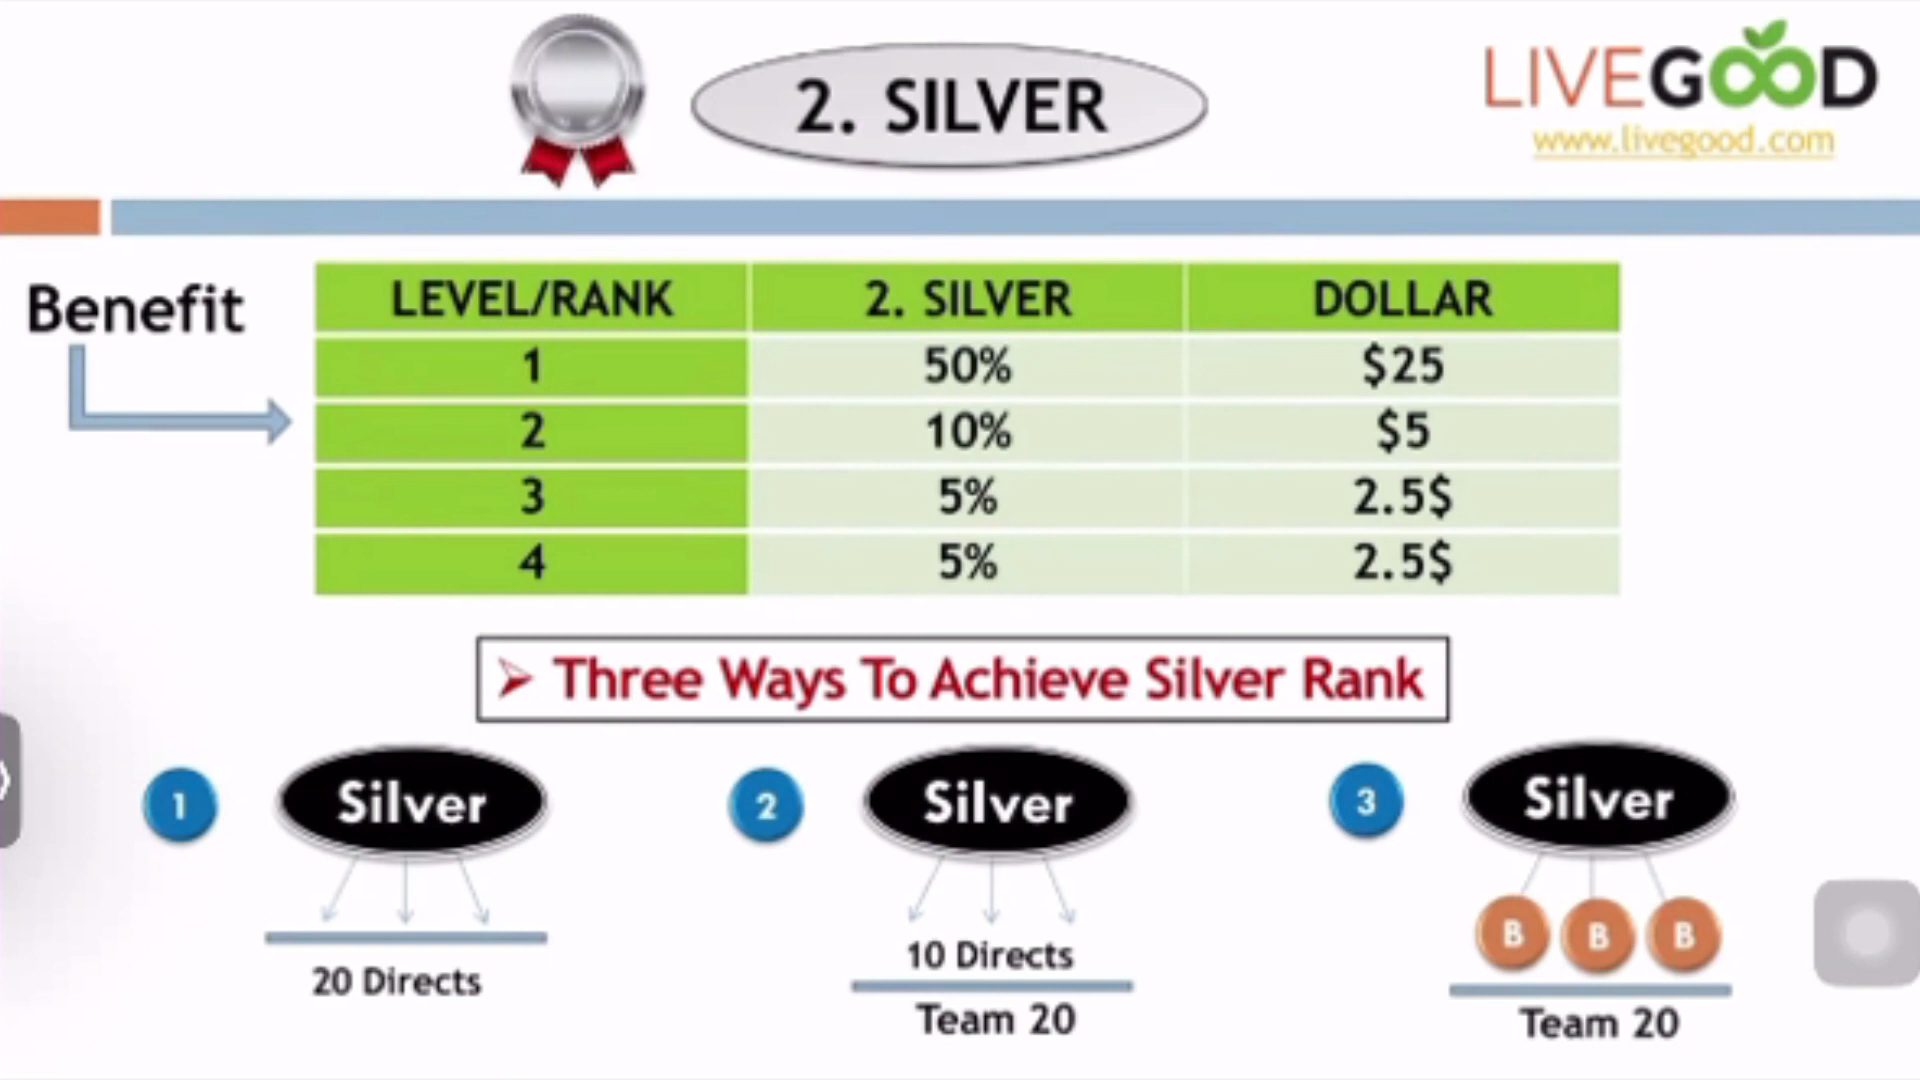 2. SILVER
LIVEGOOD
www.livegood.com
Benefit
LEVEL/RANK 2. SILVER DOLLAR
1 50% $25
2 10% $5
3 5% 2.5$
4 5% 2.5$
Three Ways To Achieve Silver Rank
1 Silver
20 Directs
2 Silver
10 Directs
Team 20
3 Silver
B B B
Team 20